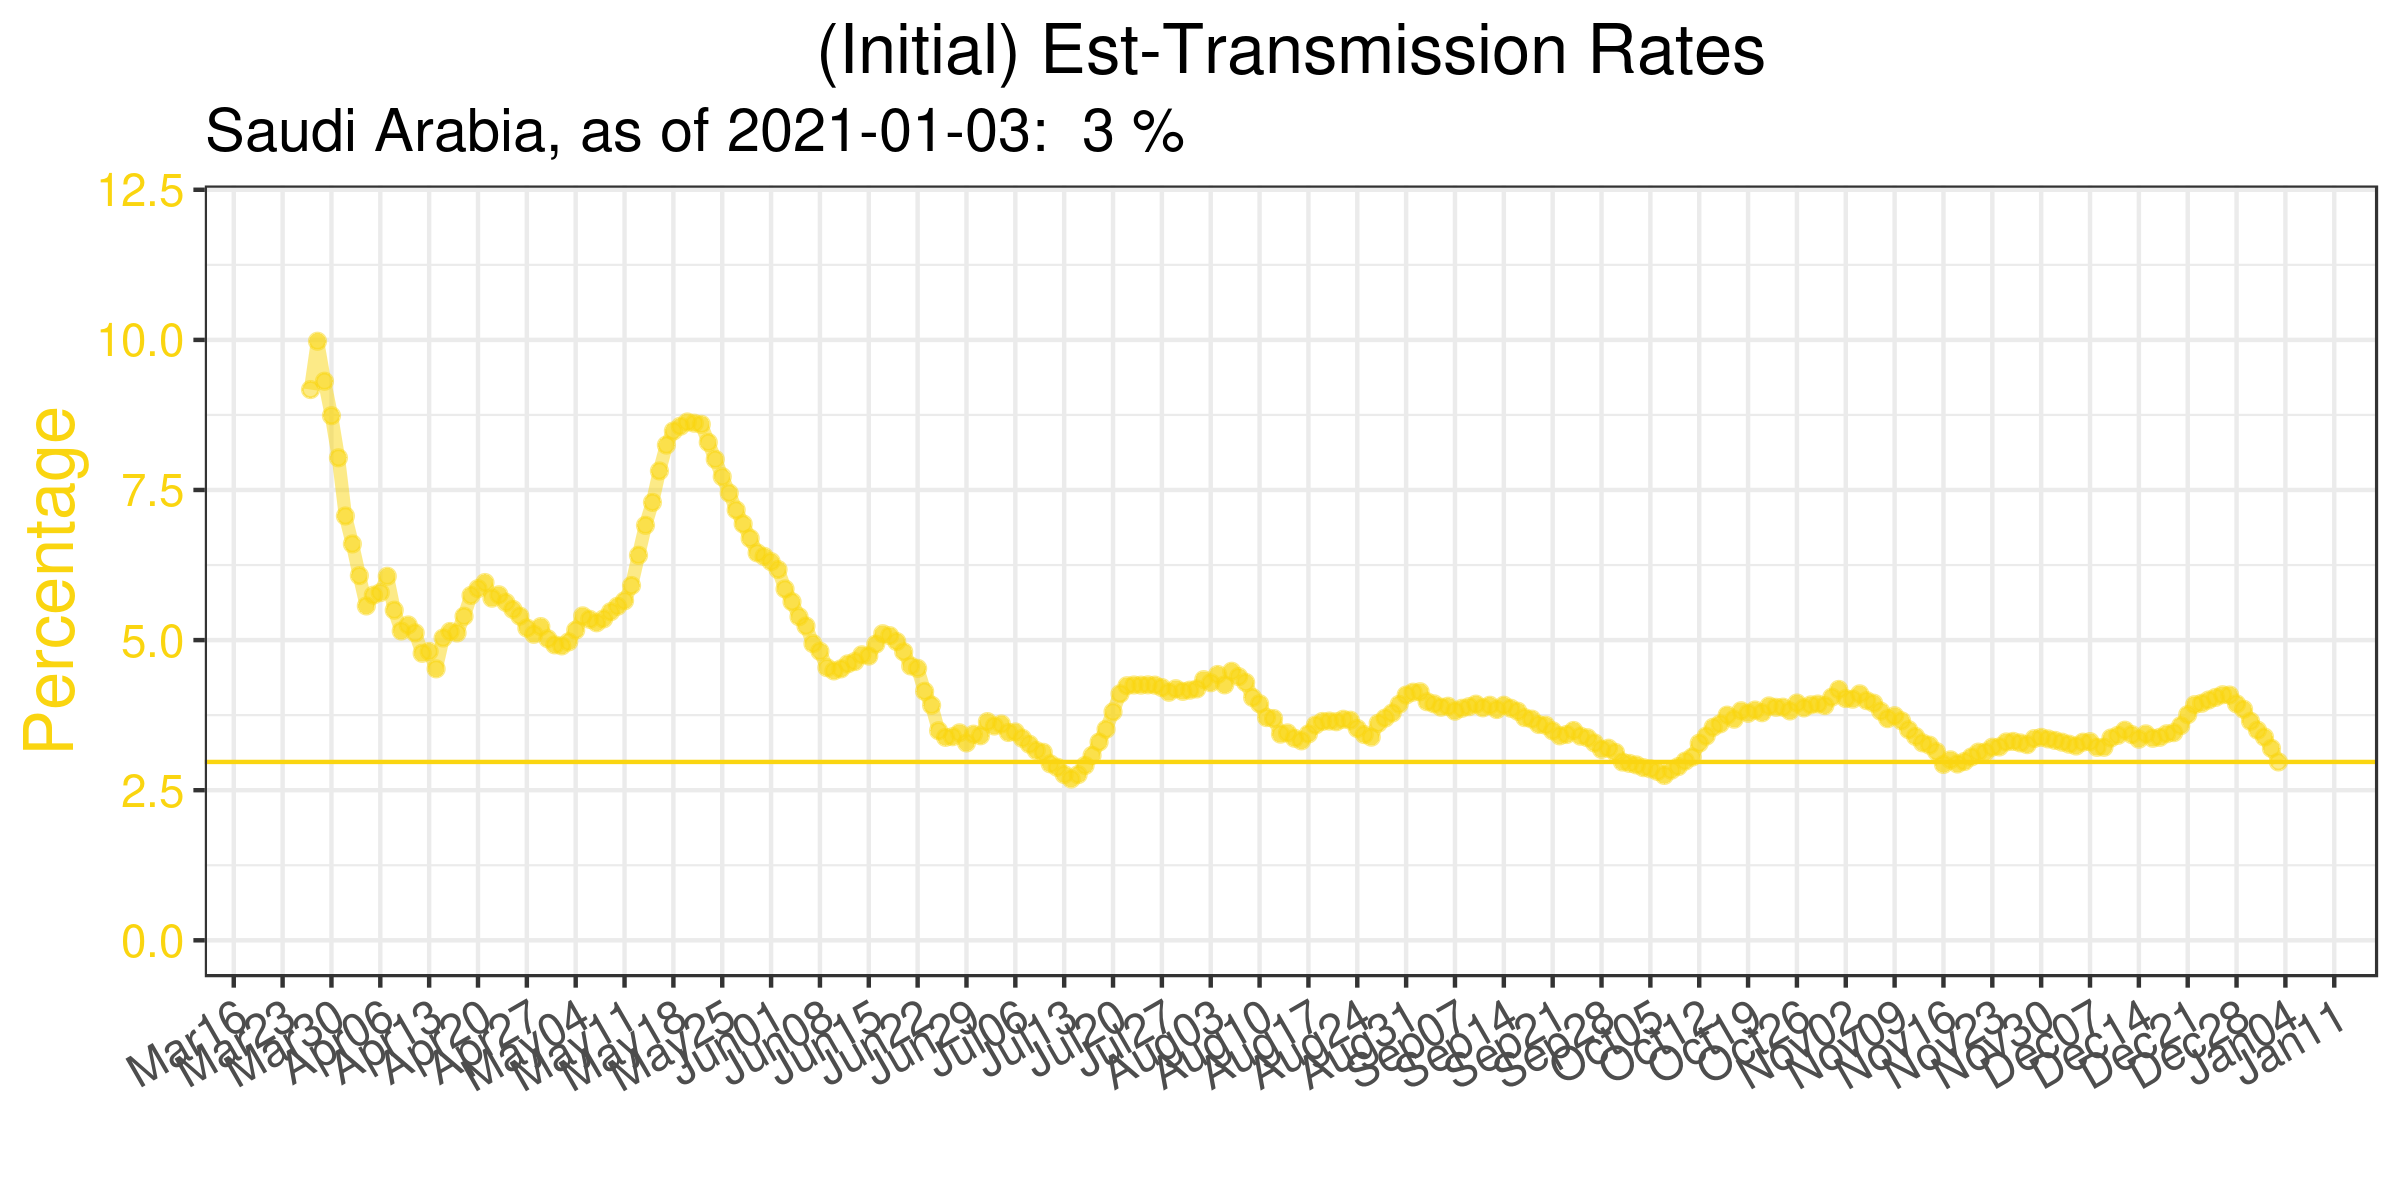 (Initial) Est-Transmission Rates
Saudi Arabia, as of 2021-01-03:  3 %
Percentage
12.5
10.0
7.5
5.0
2.5
0.0
Mar16
Mar23
Mar30
Apr06
Apr13
Apr20
Apr27
May04
May11
May18
May25
Jun01
Jun08
Jun15
Jun22
Jun29
Jul06
Jul13
Jul20
Jul27
Aug03
Aug10
Aug17
Aug24
Aug31
Sep07
Sep14
Sep21
Sep28
Oct05
Oct12
Oct19
Oct26
Nov02
Nov09
Nov16
Nov23
Nov30
Dec07
Dec14
Dec21
Dec28
Jan04
Jan11